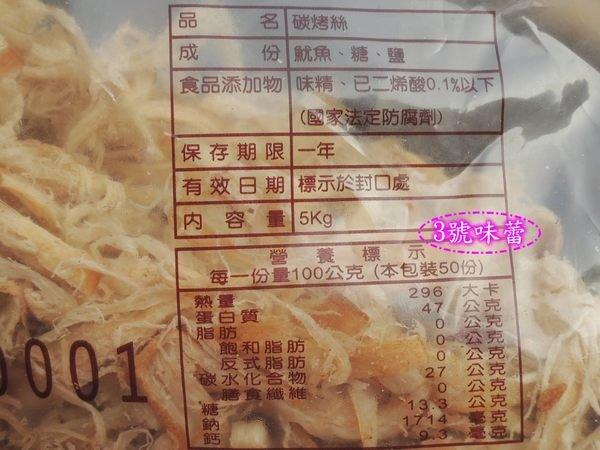 品名 碳烤絲
成份 魷魚、糖、鹽
食品添加物 味精、已二烯酸0.1%以下
(國家法定防腐劑)
保存期限 一年
有效日期 標示於封口處
內容量 5Kg
3號味蕾
營養標示
每一份量100公克 (本包裝50份)
熱量 296 大卡
蛋白質 47 公克
脂肪 0 公克
飽和脂肪 0 公克
反式脂肪 0 公克
碳水化合物 27 公克
膳食纖維 0 公克
糖 13.3 公克
鈉 1714 毫克
鈣 9.3 毫克
0001